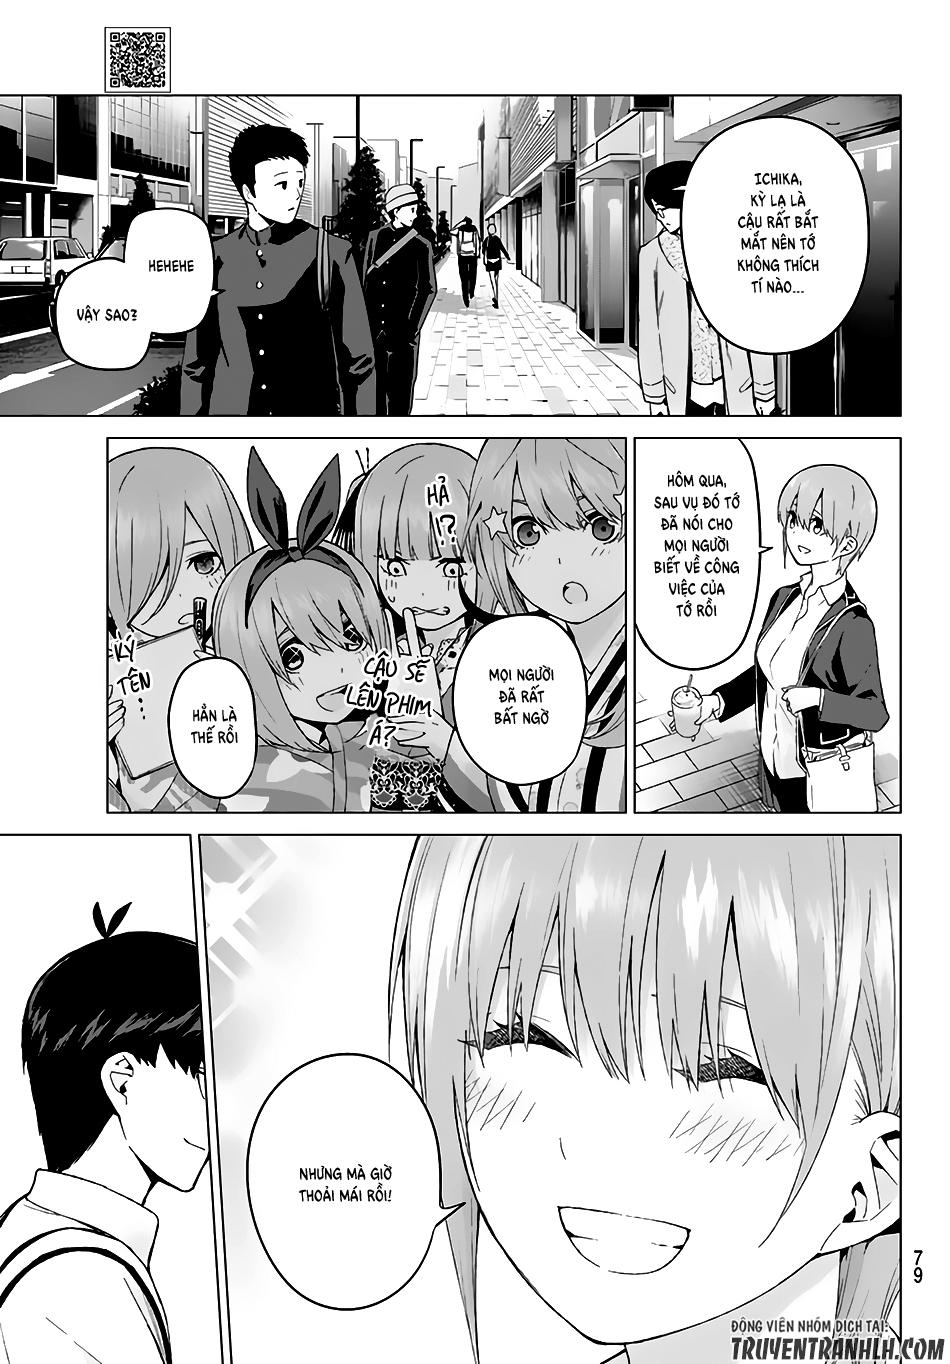 ICHIKA,
KỲ LẠ LÀ
CẬU RẤT BẮT
MẮT NÊN TỚ
KHÔNG THÍCH
TÍ NÀO...
HEHEHE
VẬY SAO?
HÔM QUA,
SAU VỤ ĐÓ TỚ
ĐÃ NÓI CHO
MỌI NGƯỜI
BIẾT VỀ CÔNG
VIỆC CỦA
TỚ RỒI
MỌI NGƯỜI
ĐÃ RẤT
BẤT NGỜ
HẢ
!?
CẬU SẼ
LÊN PHIM
Á?
KÝ
TÊN
...
HẲN LÀ
THẾ RỒI
NHƯNG MÀ GIỜ
THOẢI MÁI RỒI!
79
ĐỘNG VIÊN NHÓM DỊCH TẠI:
TRUYENTRANHLH.COM